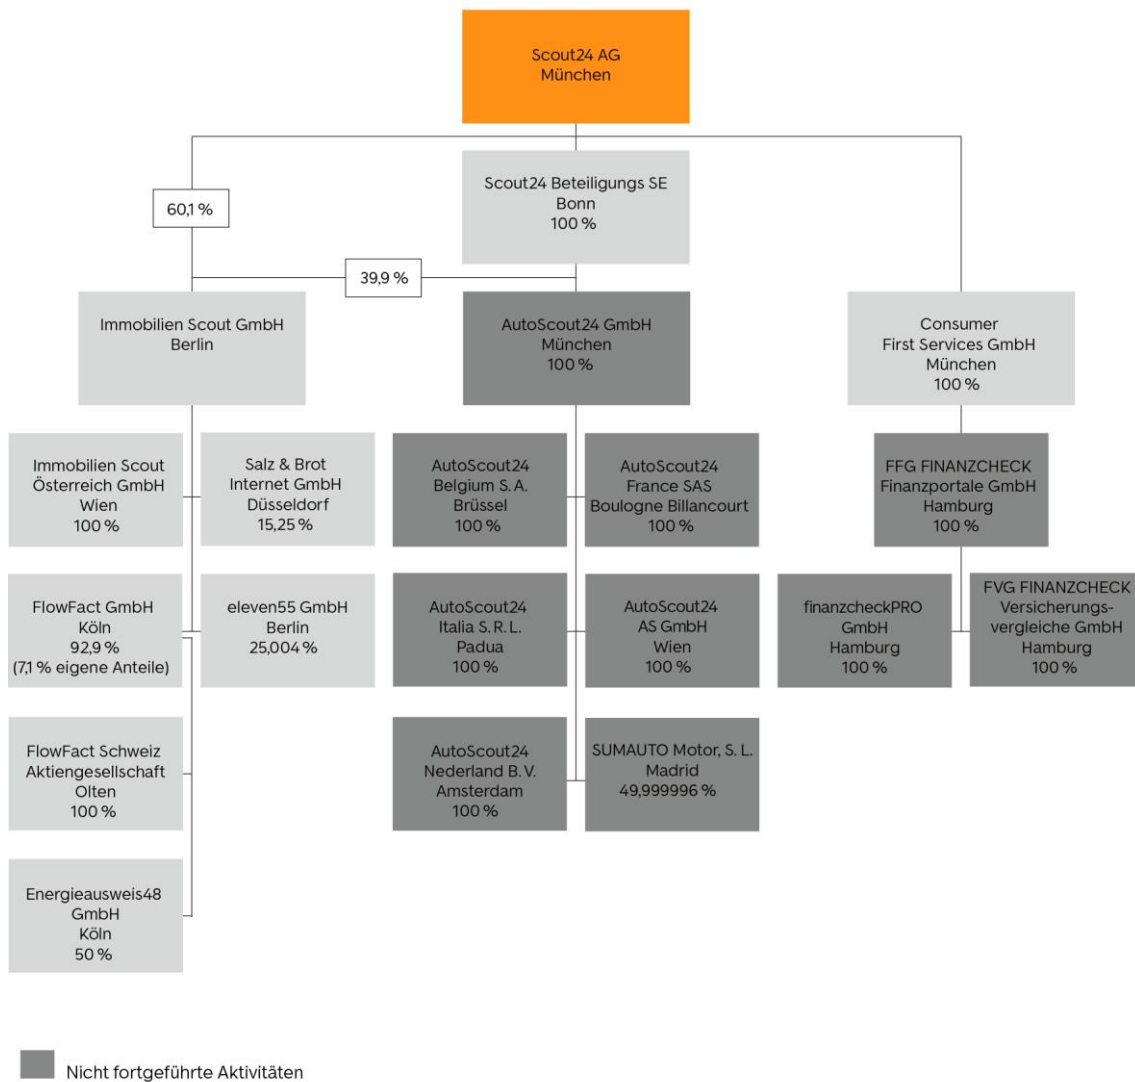 Scout24 AG
München
Scout24 Beteiligungs SE
Bonn
100 %
60,1 %
39,9 %
Immobilien Scout GmbH
Berlin
AutoScout24 GmbH
München
100 %
Consumer
First Services GmbH
München
100 %
Immobilien Scout
Österreich GmbH
Wien
100 %
Salz & Brot
Internet GmbH
Düsseldorf
15,25 %
AutoScout24
Belgium S. A.
Brüssel
100 %
AutoScout24
France SAS
Boulogne Billancourt
100 %
FFG FINANZCHECK
Finanzportale GmbH
Hamburg
100 %
FlowFact GmbH
Köln
92,9 %
(7,1 % eigene Anteile)
eleven55 GmbH
Berlin
25,004 %
AutoScout24
Italia S. R. L.
Padua
100 %
AutoScout24
AS GmbH
Wien
100 %
finanzcheckPRO
GmbH
Hamburg
100 %
FVG FINANZCHECK
Versicherungs-
vergleiche GmbH
Hamburg
100 %
FlowFact Schweiz
Aktiengesellschaft
Olten
100 %
AutoScout24
Nederland B. V.
Amsterdam
100 %
SUMAUTO Motor, S. L.
Madrid
49,999996 %
Energieausweis48
GmbH
Köln
50 %
Nicht fortgeführte Aktivitäten